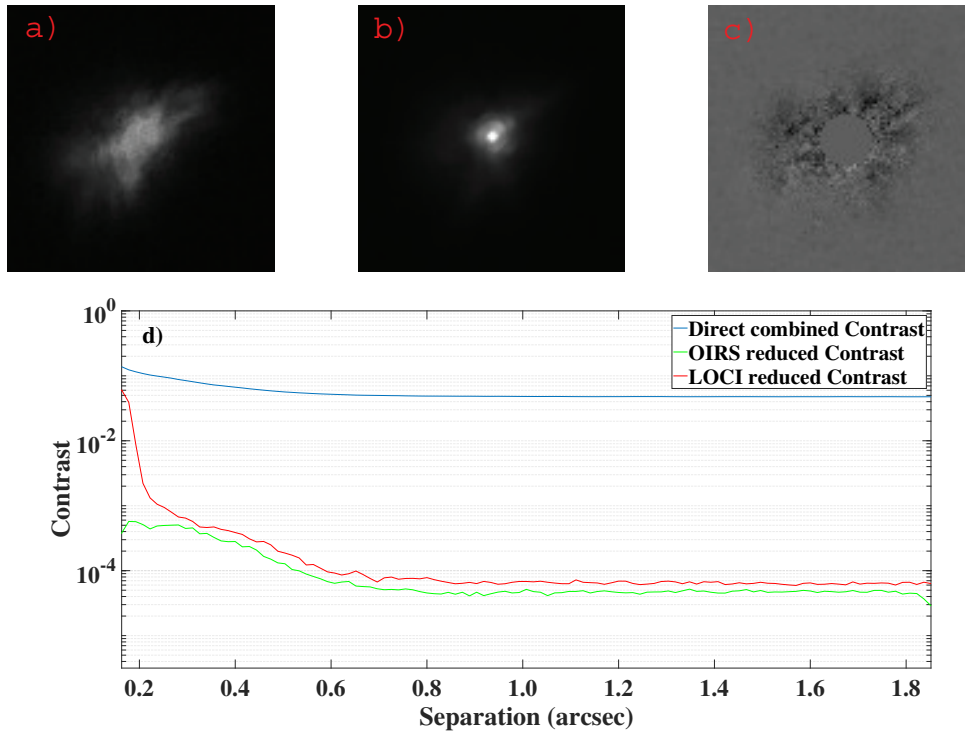 a)
b)
c)
d)
Direct combined Contrast
OIRS reduced Contrast
LOCI reduced Contrast
10^0
10^-2
10^-4
Contrast
0.2 0.4 0.6 0.8 1.0 1.2 1.4 1.6 1.8
Separation (arcsec)